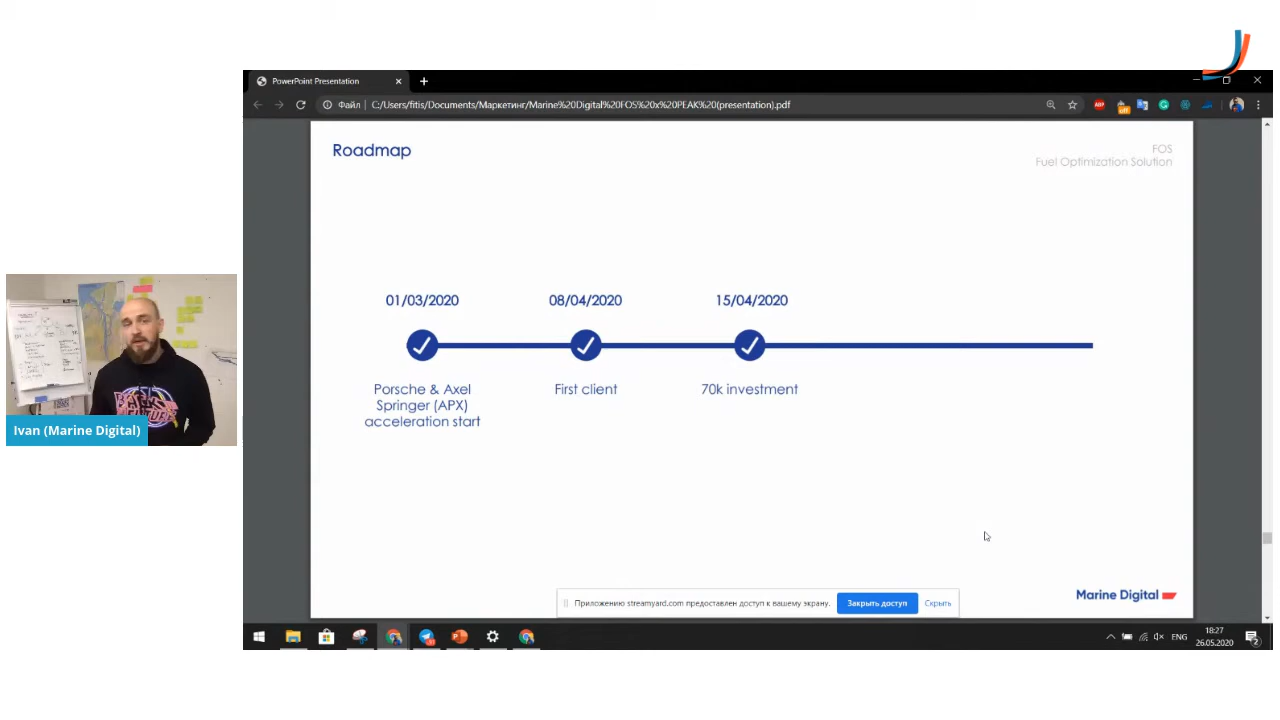 PowerPoint Presentation
Файл
C:/Users/fitis/Documents/Маркетинг/Marine%20Digital%20FOS%20x%20PEAK%20(presentation).pdf
ABP
off
Roadmap
FOS
Fuel Optimization Solution
01/03/2020
08/04/2020
15/04/2020
Porsche & Axel
Springer (APX)
acceleration start
First client
70k investment
Ivan (Marine Digital)
Marine Digital
Приложению streamyard.com предоставлен доступ к вашему экрану.
Закрыть доступ
Скрыть
ENG
18:27
26.05.2020
2